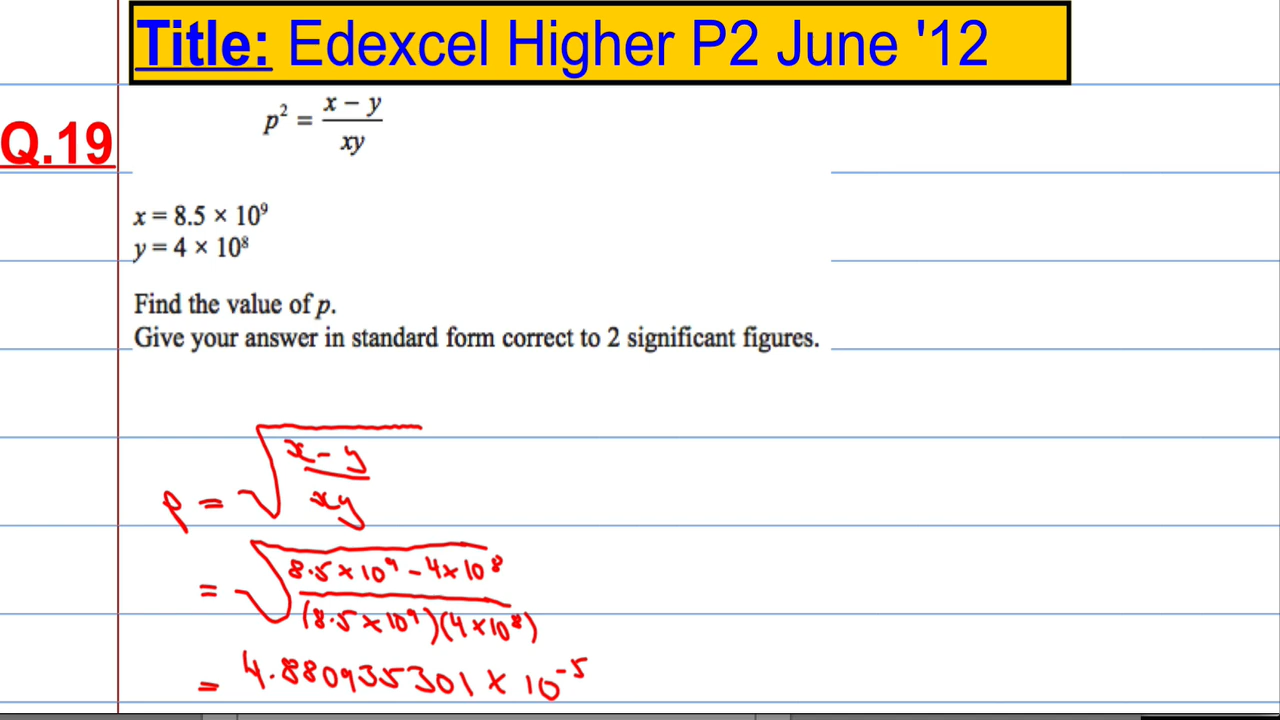 Title: Edexcel Higher P2 June '12
Q.19
p² = (x − y)/(xy)
x = 8.5 × 10⁹
y = 4 × 10⁸
Find the value of p.
Give your answer in standard form correct to 2 significant figures.
p = √((x − y)/(xy))
= √((8.5 × 10⁹ − 4 × 10⁸)/((8.5 × 10⁹)(4 × 10⁸)))
= 4.880935301 × 10⁻⁵